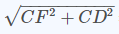 √(CF² + CD²)